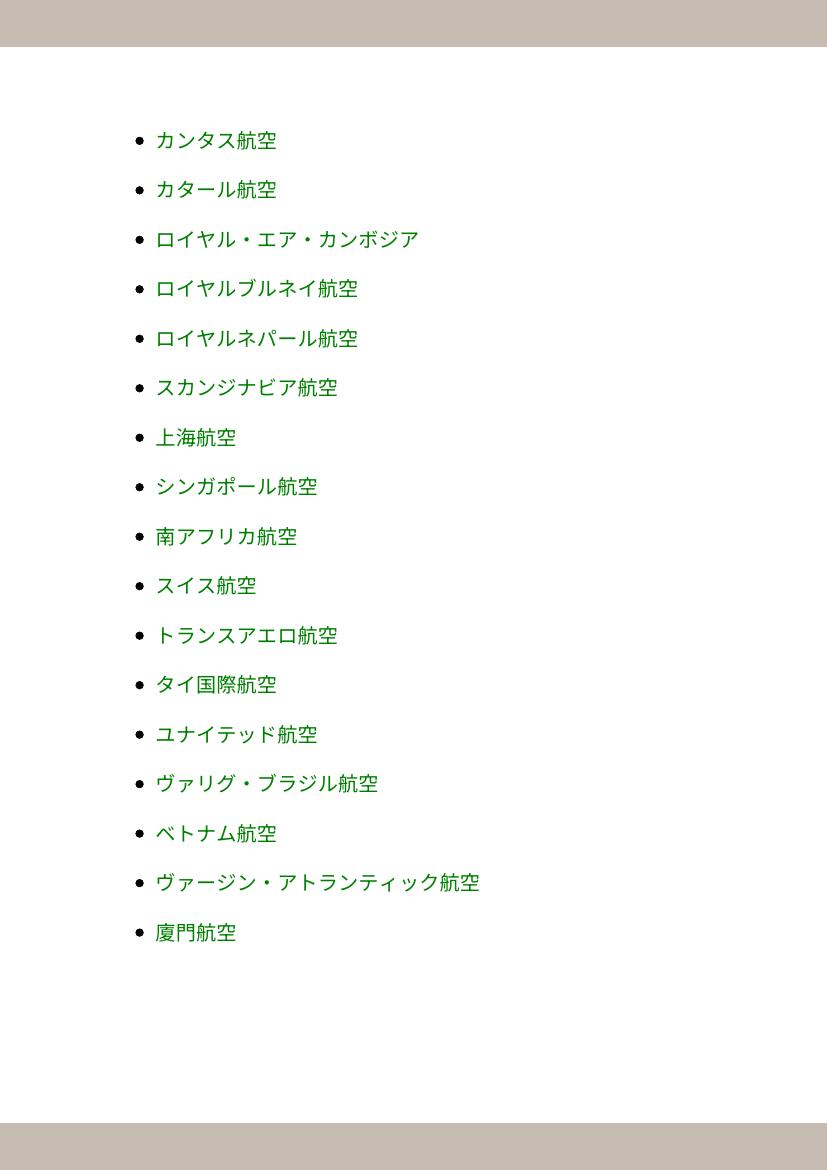 カンタス航空
カタール航空
ロイヤル・エア・カンボジア
ロイヤルブルネイ航空
ロイヤルネパール航空
スカンジナビア航空
上海航空
シンガポール航空
南アフリカ航空
スイス航空
トランスアエロ航空
タイ国際航空
ユナイテッド航空
ヴァリグ・ブラジル航空
ベトナム航空
ヴァージン・アトランティック航空
廈門航空